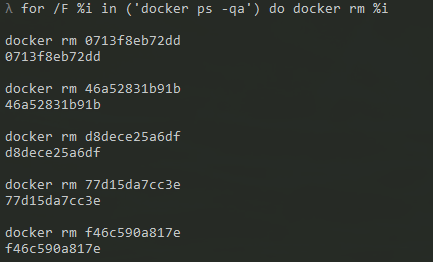 λ for /F %i in ('docker ps -qa') do docker rm %i
docker rm 0713f8eb72dd
0713f8eb72dd
docker rm 46a52831b91b
46a52831b91b
docker rm d8dece25a6df
d8dece25a6df
docker rm 77d15da7cc3e
77d15da7cc3e
docker rm f46c590a817e
f46c590a817e